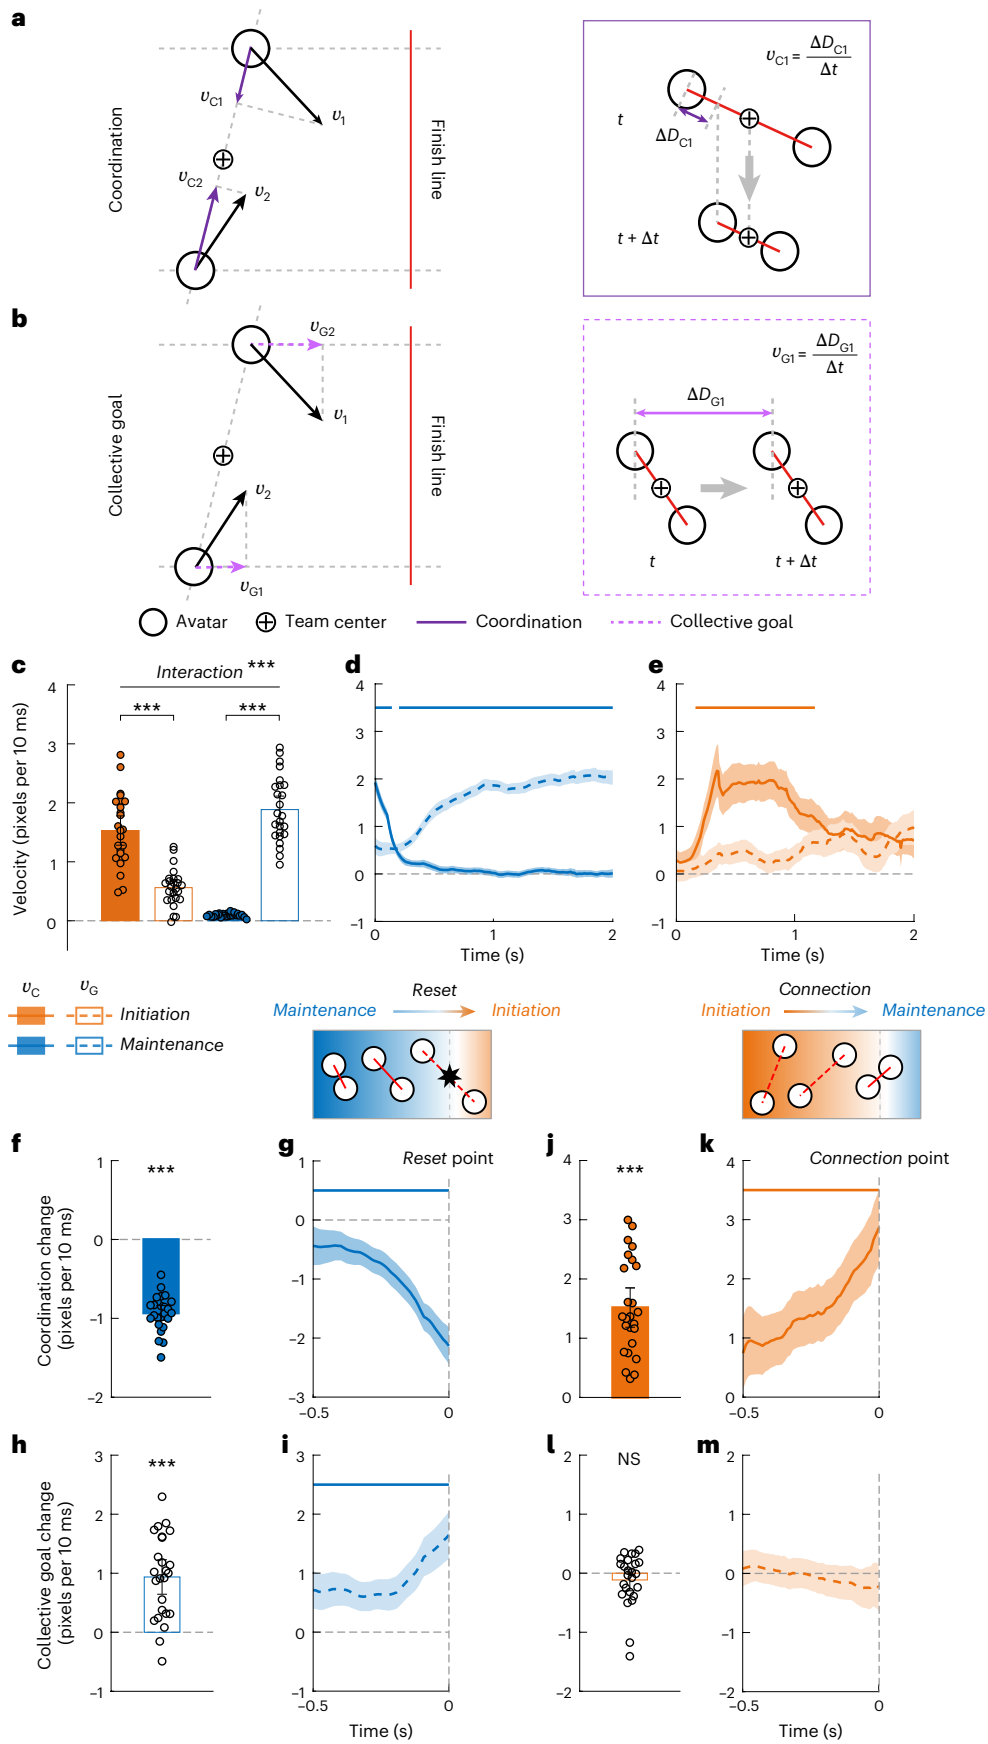 a
Coordination
υC1
υ1
υC2
υ2
Finish line
υC1 = ΔDC1
Δt
t
ΔDC1
t + Δt
b
Collective goal
υG2
υ1
υ2
υG1
Finish line
υG1 = ΔDG1
Δt
ΔDG1
t
t + Δt
Avatar
Team center
Coordination
Collective goal
c
Interaction ***
***
***
Velocity (pixels per 10 ms)
4
3
2
1
0
d
4
3
2
1
0
–1
0
1
2
Time (s)
e
4
3
2
1
0
–1
0
1
2
Time (s)
υC
υG
Initiation
Maintenance
Reset
Maintenance
Initiation
Connection
Initiation
Maintenance
f
***
Coordination change
(pixels per 10 ms)
1
0
–1
–2
g
Reset point
1
0
–1
–2
–3
–0.5
0
j
***
4
3
2
1
0
k
Connection point
4
3
2
1
0
–0.5
0
h
***
Collective goal change
(pixels per 10 ms)
3
2
1
0
–1
i
3
2
1
0
–1
–0.5
0
Time (s)
l
NS
2
1
0
–1
–2
m
2
1
0
–1
–2
–0.5
0
Time (s)